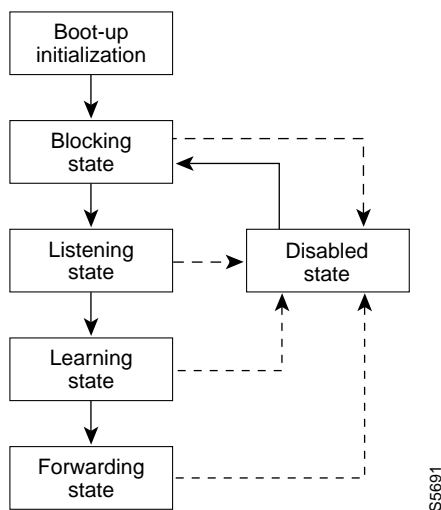 Boot-up
initialization
Blocking
state
Listening
state
Disabled
state
Learning
state
Forwarding
state
S5691